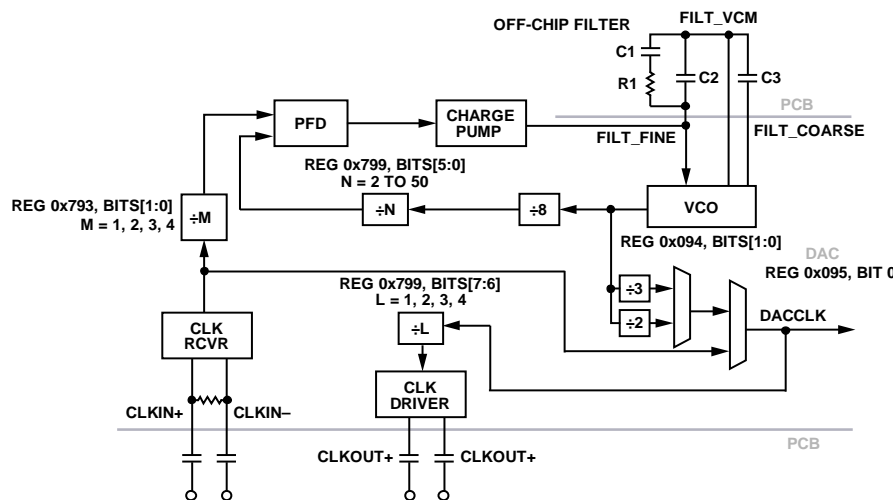 OFF-CHIP FILTER
FILT_VCM
C1
R1
C2
C3
PCB
PFD
CHARGE
PUMP
FILT_FINE
FILT_COARSE
REG 0x799, BITS[5:0]
N = 2 TO 50
REG 0x793, BITS[1:0]
M = 1, 2, 3, 4
÷M
÷N
÷8
VCO
REG 0x094, BITS[1:0]
DAC
REG 0x095, BIT 0
REG 0x799, BITS[7:6]
L = 1, 2, 3, 4
÷3
÷2
DACCLK
CLK
RCVR
÷L
CLK
DRIVER
CLKIN+
CLKIN–
CLKOUT+
CLKOUT+
PCB